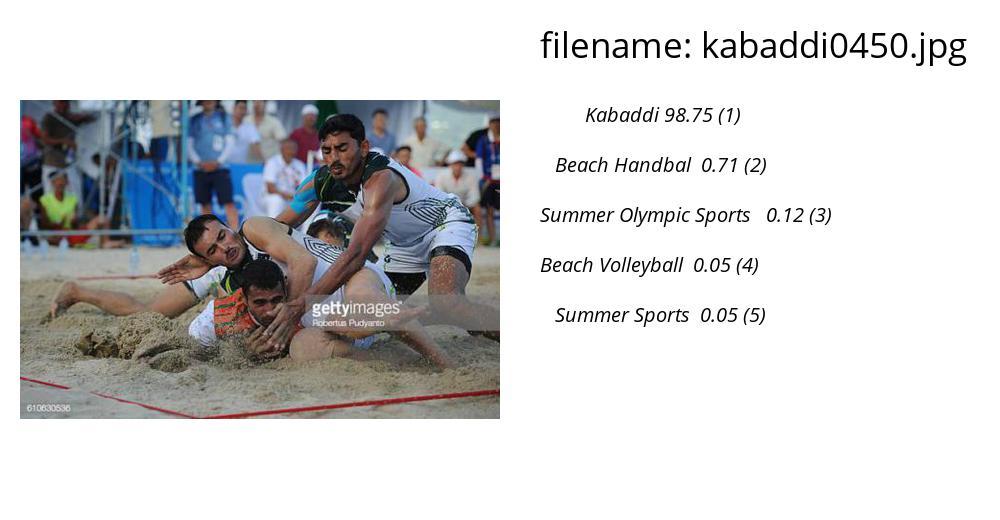 filename: kabaddi0450.jpg
Kabaddi 98.75 (1)
Beach Handbal 0.71 (2)
Summer Olympic Sports 0.12 (3)
Beach Volleyball 0.05 (4)
Summer Sports 0.05 (5)
gettyimages®
Robertus Pudyanto
610630536